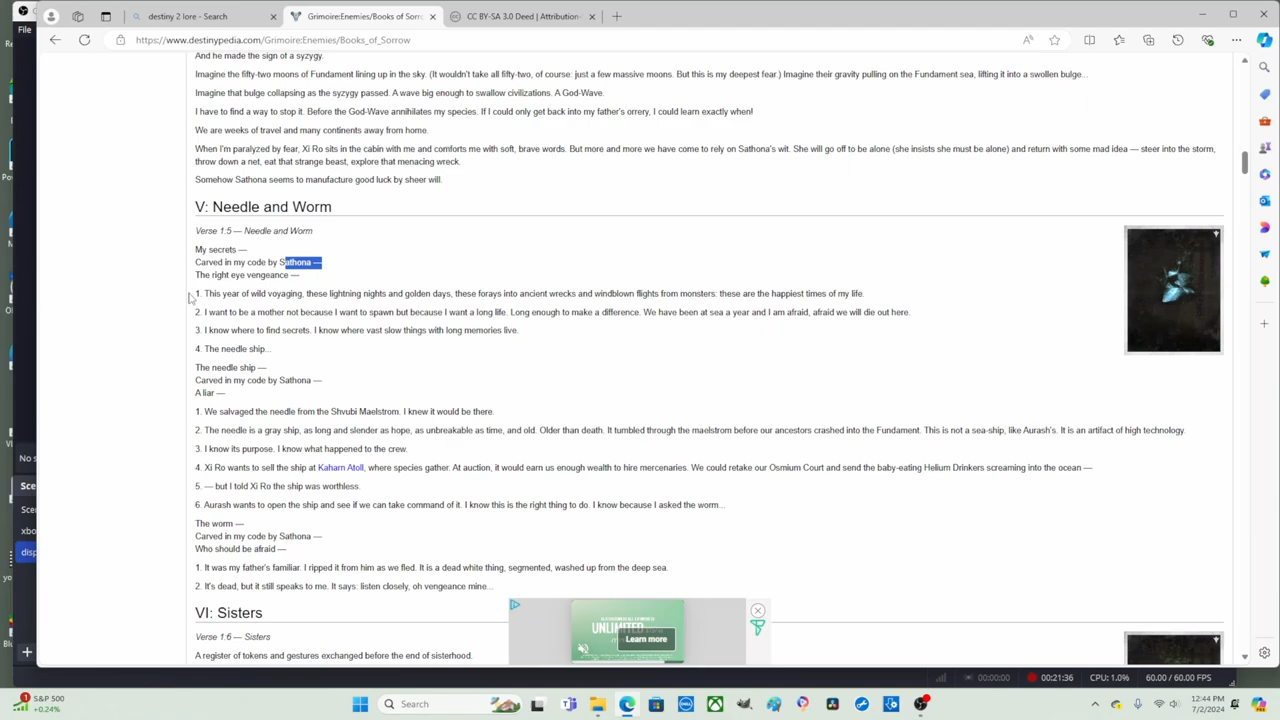 File
destiny 2 lore - Search
Grimoire:Enemies/Books of Sorr
CC BY-SA 3.0 Deed | Attribution-
https://www.destinypedia.com/Grimoire:Enemies/Books_of_Sorrow
And he made the sign of a syzygy.
Imagine the fifty-two moons of Fundament lining up in the sky. (It wouldn't take all fifty-two, of course: just a few massive moons. But this is my deepest fear.) Imagine their gravity pulling on the Fundament sea, lifting it into a swollen bulge...
Imagine that bulge collapsing as the syzygy passed. A wave big enough to swallow civilizations. A God-Wave.
I have to find a way to stop it. Before the God-Wave annihilates my species. If I could only get back into my father's orrery, I could learn exactly when!
We are weeks of travel and many continents away from home.
When I'm paralyzed by fear, Xi Ro sits in the cabin with me and comforts me with soft, brave words. But more and more we have come to rely on Sathona's wit. She will go off to be alone (she insists she must be alone) and return with some mad idea — steer into the storm,
throw down a net, eat that strange beast, explore that menacing wreck.
Somehow Sathona seems to manufacture good luck by sheer will.
V: Needle and Worm
Verse 1:5 — Needle and Worm
My secrets —
Carved in my code by Sathona —
The right eye vengeance —
1. This year of wild voyaging, these lightning nights and golden days, these forays into ancient wrecks and windblown flights from monsters: these are the happiest times of my life.
2. I want to be a mother not because I want to spawn but because I want a long life. Long enough to make a difference. We have been at sea a year and I am afraid, afraid we will die out here.
3. I know where to find secrets. I know where vast slow things with long memories live.
4. The needle ship...
The needle ship —
Carved in my code by Sathona —
A liar —
1. We salvaged the needle from the Shvubi Maelstrom. I knew it would be there.
2. The needle is a gray ship, as long and slender as hope, as unbreakable as time, and old. Older than death. It tumbled through the maelstrom before our ancestors crashed into the Fundament. This is not a sea-ship, like Aurash's. It is an artifact of high technology.
3. I know its purpose. I know what happened to the crew.
4. Xi Ro wants to sell the ship at Kaharn Atoll, where species gather. At auction, it would earn us enough wealth to hire mercenaries. We could retake our Osmium Court and send the baby-eating Helium Drinkers screaming into the ocean —
5. — but I told Xi Ro the ship was worthless.
6. Aurash wants to open the ship and see if we can take command of it. I know this is the right thing to do. I know because I asked the worm...
The worm —
Carved in my code by Sathona —
Who should be afraid —
1. It was my father's familiar. I ripped it from him as we fled. It is a dead white thing, segmented, washed up from the deep sea.
2. It's dead, but it still speaks to me. It says: listen closely, oh vengeance mine...
VI: Sisters
Verse 1:6 — Sisters
A register of tokens and gestures exchanged before the end of sisterhood.
UNLIMITED
Learn more
No s
Sce
Scer
xbo
disp
00:00:00
00:21:36
CPU: 1.0%
60.00 / 60.00 FPS
1
S&P 500
+0.24%
Search
12:44 PM
7/2/2024